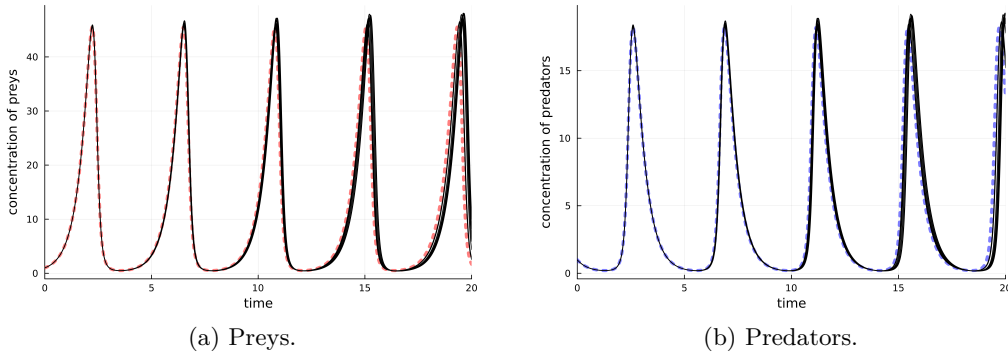 concentration of preys
40
30
20
10
0
0 5 10 15 20
time
concentration of predators
15
10
5
0
0 5 10 15 20
time
(a) Preys.
(b) Predators.